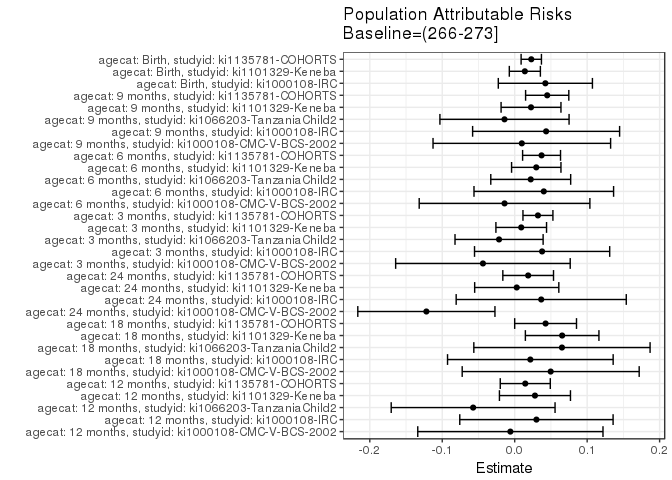 Population Attributable Risks
Baseline=(266-273]
agecat: Birth, studyid: ki1135781-COHORTS
agecat: Birth, studyid: ki1101329-Keneba
agecat: Birth, studyid: ki1000108-IRC
agecat: 9 months, studyid: ki1135781-COHORTS
agecat: 9 months, studyid: ki1101329-Keneba
agecat: 9 months, studyid: ki1066203-TanzaniaChild2
agecat: 9 months, studyid: ki1000108-IRC
agecat: 9 months, studyid: ki1000108-CMC-V-BCS-2002
agecat: 6 months, studyid: ki1135781-COHORTS
agecat: 6 months, studyid: ki1101329-Keneba
agecat: 6 months, studyid: ki1066203-TanzaniaChild2
agecat: 6 months, studyid: ki1000108-IRC
agecat: 6 months, studyid: ki1000108-CMC-V-BCS-2002
agecat: 3 months, studyid: ki1135781-COHORTS
agecat: 3 months, studyid: ki1101329-Keneba
agecat: 3 months, studyid: ki1066203-TanzaniaChild2
agecat: 3 months, studyid: ki1000108-IRC
agecat: 3 months, studyid: ki1000108-CMC-V-BCS-2002
agecat: 24 months, studyid: ki1135781-COHORTS
agecat: 24 months, studyid: ki1101329-Keneba
agecat: 24 months, studyid: ki1000108-IRC
agecat: 24 months, studyid: ki1000108-CMC-V-BCS-2002
agecat: 18 months, studyid: ki1135781-COHORTS
agecat: 18 months, studyid: ki1101329-Keneba
agecat: 18 months, studyid: ki1066203-TanzaniaChild2
agecat: 18 months, studyid: ki1000108-IRC
agecat: 18 months, studyid: ki1000108-CMC-V-BCS-2002
agecat: 12 months, studyid: ki1135781-COHORTS
agecat: 12 months, studyid: ki1101329-Keneba
agecat: 12 months, studyid: ki1066203-TanzaniaChild2
agecat: 12 months, studyid: ki1000108-IRC
agecat: 12 months, studyid: ki1000108-CMC-V-BCS-2002
-0.2 -0.1 0.0 0.1 0.2
Estimate